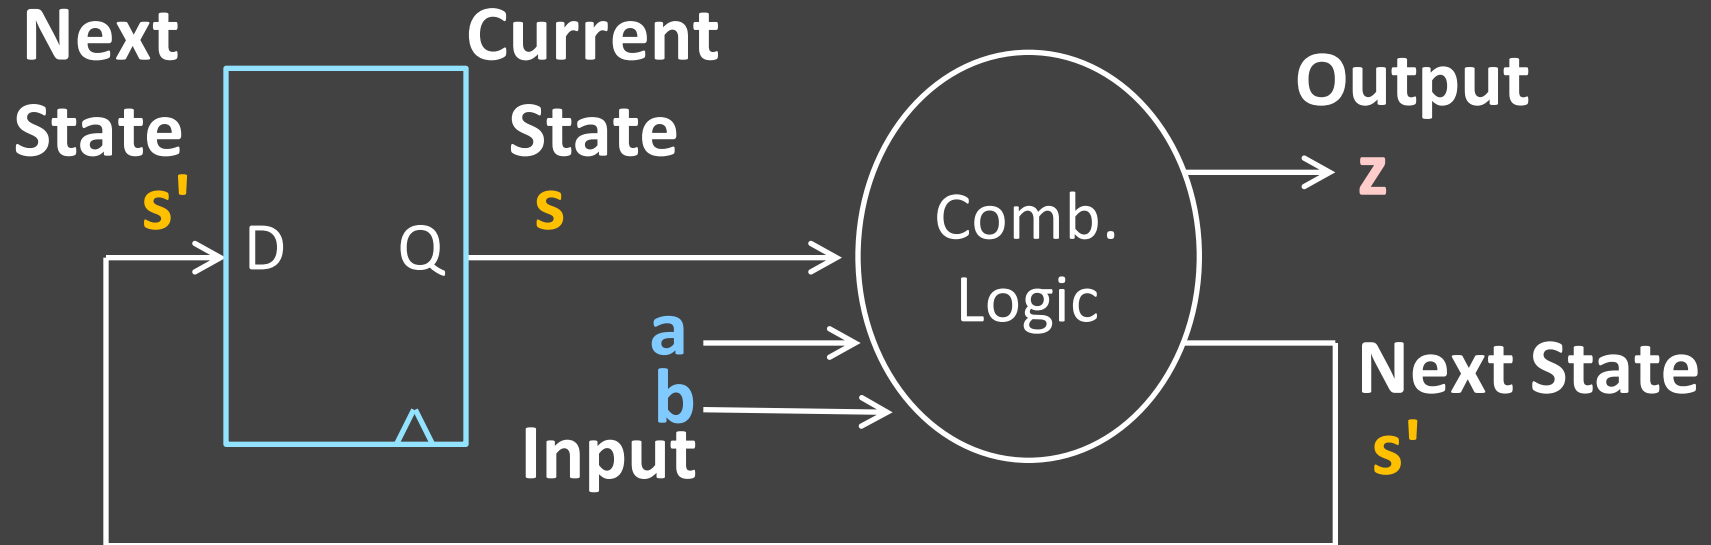 Next
State
s'
D
Q
Current
State
s
a
b
Input
Comb.
Logic
Output
z
Next State
s'